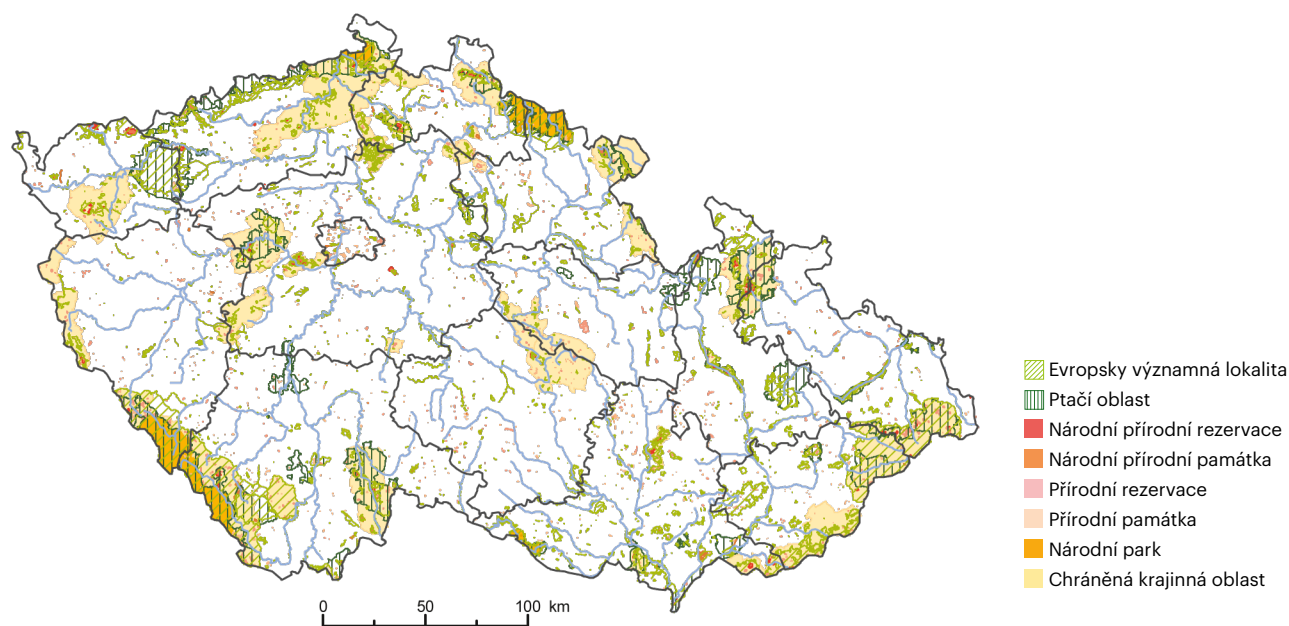 Evropsky významná lokalita
Ptačí oblast
Národní přírodní rezervace
Národní přírodní památka
Přírodní rezervace
Přírodní památka
Národní park
Chráněná krajinná oblast
0 50 100 km